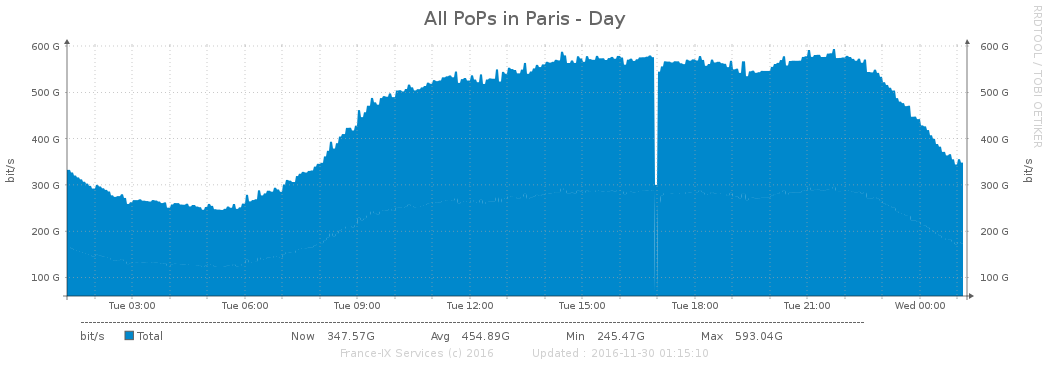 All PoPs in Paris - Day
RRDTOOL / TOBI OETIKER
600 G 600 G
500 G 500 G
400 G 400 G
300 G 300 G
200 G 200 G
100 G 100 G
bit/s
bit/s
Tue 03:00 Tue 06:00 Tue 09:00 Tue 12:00 Tue 15:00 Tue 18:00 Tue 21:00 Wed 00:00
bit/s Total Now 347.57G Avg 454.89G Min 245.47G Max 593.04G
France-IX Services (c) 2016 Updated : 2016-11-30 01:15:10